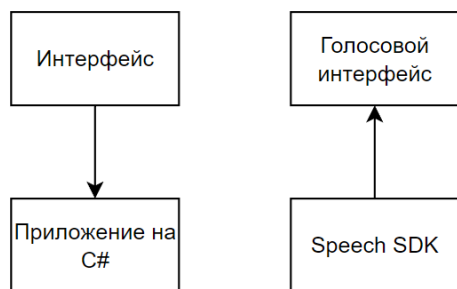 Интерфейс
Голосовой
интерфейс
Приложение на
C#
Speech SDK